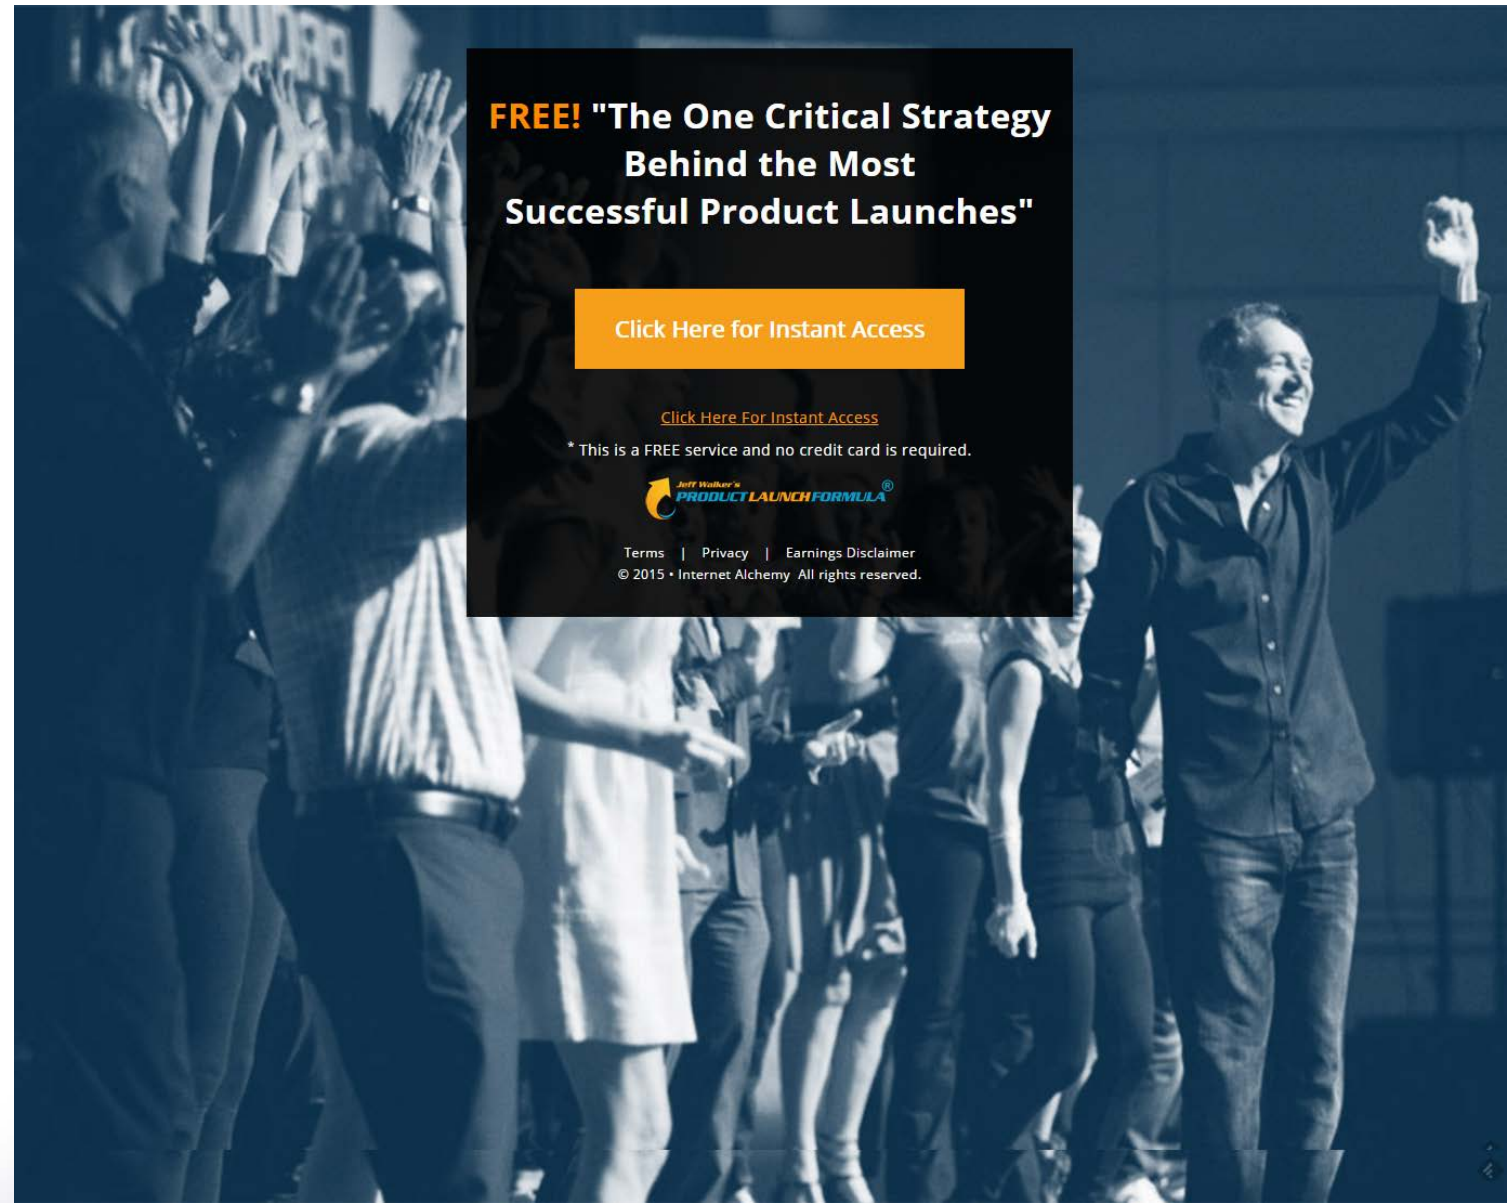 FREE! "The One Critical Strategy
Behind the Most
Successful Product Launches"
Click Here for Instant Access
Click Here For Instant Access
* This is a FREE service and no credit card is required.
Jeff Walker's
PRODUCT LAUNCH FORMULA®
Terms | Privacy | Earnings Disclaimer
© 2015 • Internet Alchemy All rights reserved.